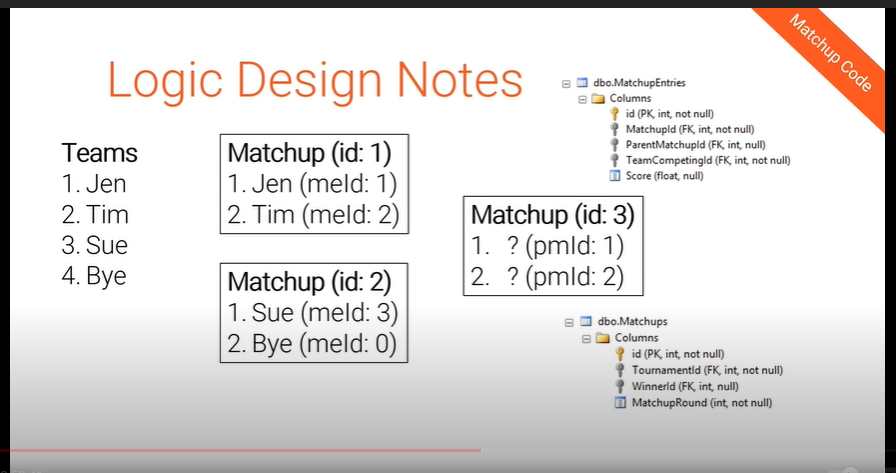 Matchup Code
Logic Design Notes
Teams
1. Jen
2. Tim
3. Sue
4. Bye
Matchup (id: 1)
1. Jen (meId: 1)
2. Tim (meId: 2)
Matchup (id: 2)
1. Sue (meId: 3)
2. Bye (meId: 0)
Matchup (id: 3)
1. ? (pmId: 1)
2. ? (pmId: 2)
dbo.MatchupEntries
Columns
id (PK, int, not null)
MatchupId (FK, int, not null)
ParentMatchupId (FK, int, null)
TeamCompetingId (FK, int, not null)
Score (float, null)
dbo.Matchups
Columns
id (PK, int, not null)
TournamentId (FK, int, not null)
WinnerId (FK, int, null)
MatchupRound (int, not null)